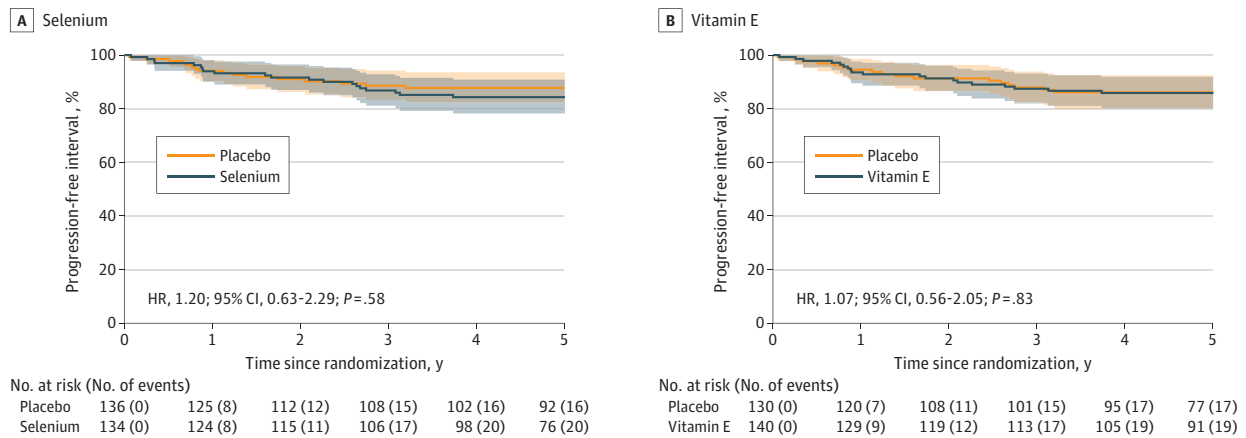 A Selenium
100
80
60
40
20
0
Progression-free interval, %
Placebo
Selenium
HR, 1.20; 95% CI, 0.63-2.29; P=.58
0 1 2 3 4 5
Time since randomization, y
No. at risk (No. of events)
Placebo 136 (0) 125 (8) 112 (12) 108 (15) 102 (16) 92 (16)
Selenium 134 (0) 124 (8) 115 (11) 106 (17) 98 (20) 76 (20)
B Vitamin E
100
80
60
40
20
0
Progression-free interval, %
Placebo
Vitamin E
HR, 1.07; 95% CI, 0.56-2.05; P=.83
0 1 2 3 4 5
Time since randomization, y
No. at risk (No. of events)
Placebo 130 (0) 120 (7) 108 (11) 101 (15) 95 (17) 77 (17)
Vitamin E 140 (0) 129 (9) 119 (12) 113 (17) 105 (19) 91 (19)